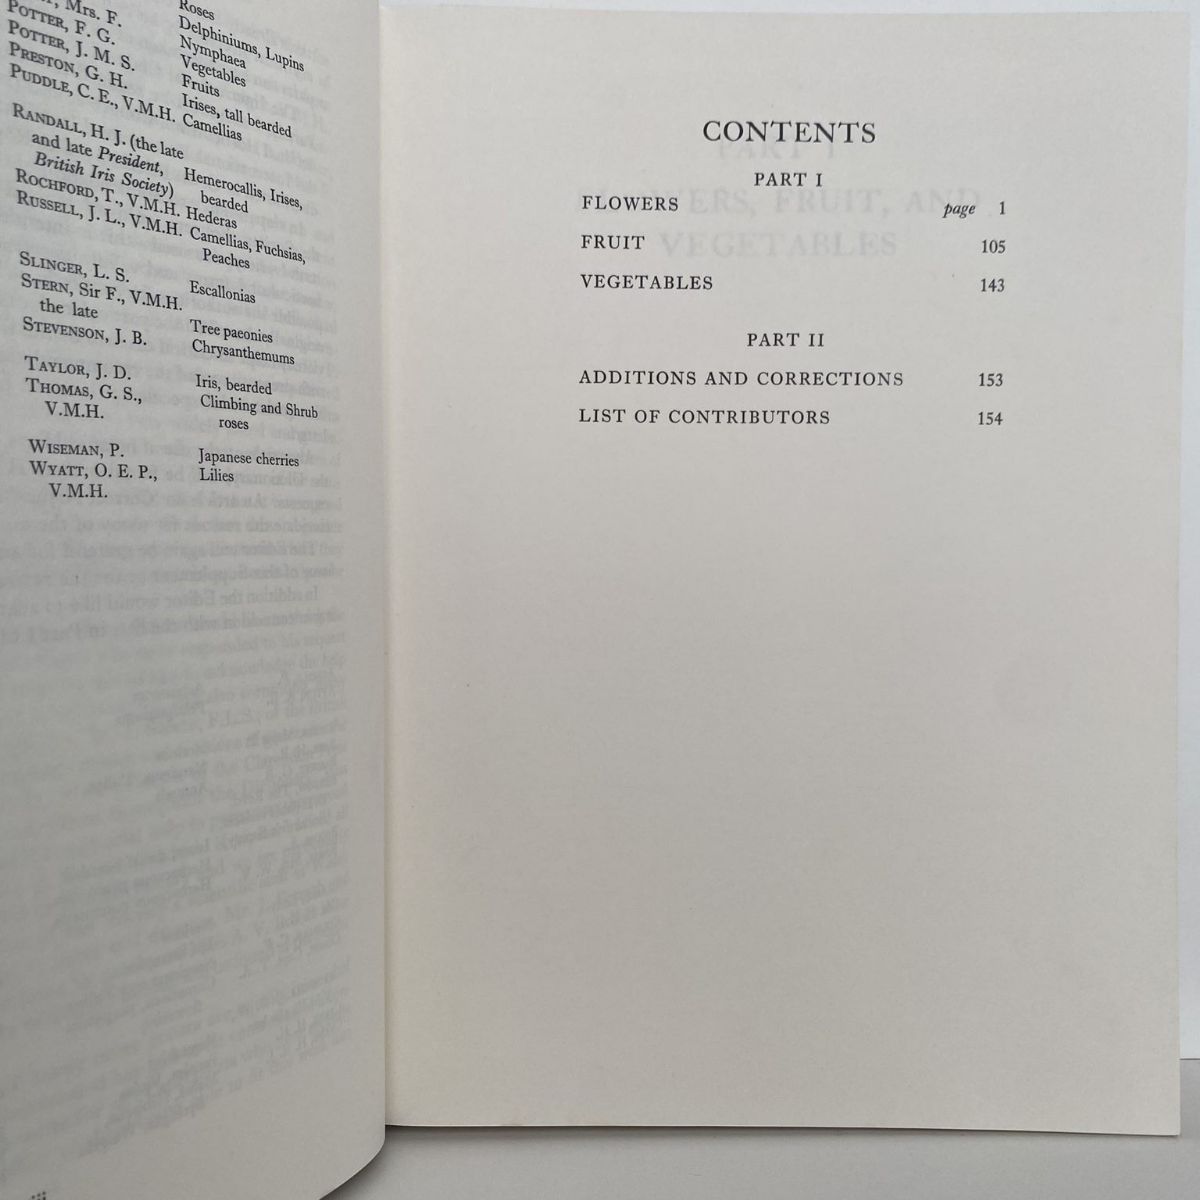 Mrs. F. Roses
POTTER, F. G. Delphiniums, Lupins
POTTER, J. M. S. Nymphaea
PRESTON, G. H. Vegetables
PUDDLE, C. E., V.M.H. Fruits
Irises, tall bearded
Camellias
RANDALL, H. J. (the late
and late President,
British Iris Society) Hemerocallis, Irises,
bearded
ROCHFORD, T., V.M.H. Hederas
RUSSELL, J. L., V.M.H. Camellias, Fuchsias,
Peaches
SLINGER, L. S. Escallonias
STERN, Sir F., V.M.H.
the late Tree paeonies
STEVENSON, J. B. Chrysanthemums
TAYLOR, J. D. Iris, bearded
THOMAS, G. S., Climbing and Shrub
V.M.H. roses
WISEMAN, P. Japanese cherries
WYATT, O. E. P., Lilies
V.M.H.
CONTENTS
PART I
FLOWERS page 1
FRUIT 105
VEGETABLES 143
PART II
ADDITIONS AND CORRECTIONS 153
LIST OF CONTRIBUTORS 154